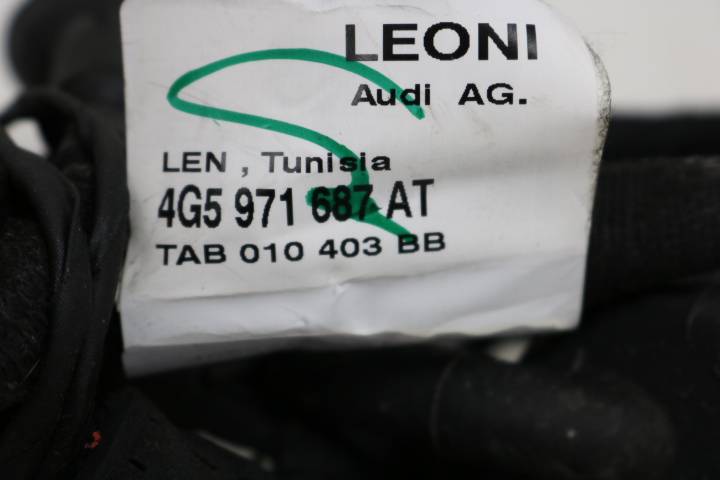 LEONI
Audi AG.
LEN , Tunisia
4G5 971 687 AT
TAB 010 403 BB